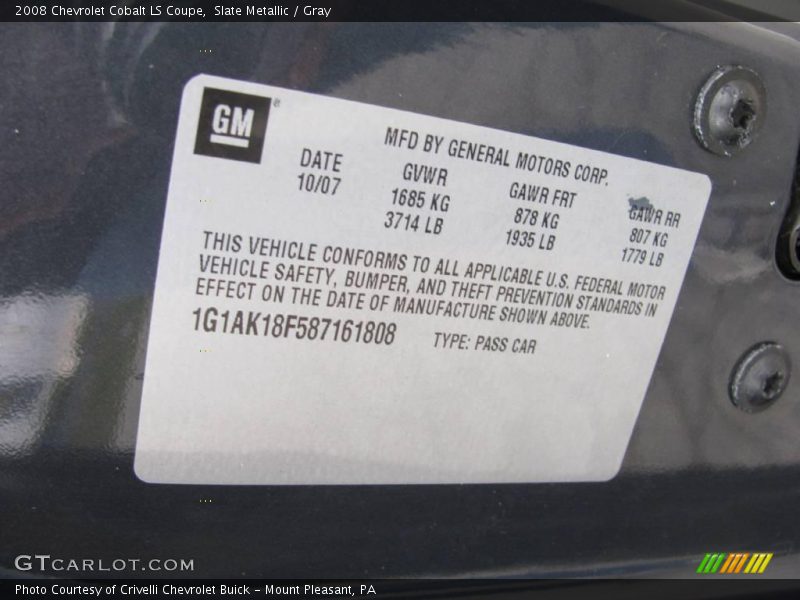 2008 Chevrolet Cobalt LS Coupe, Slate Metallic / Gray
GM®
MFD BY GENERAL MOTORS CORP.
DATE GVWR GAWR FRT GAWR RR
10/07 1685 KG 878 KG 807 KG
3714 LB 1935 LB 1779 LB
THIS VEHICLE CONFORMS TO ALL APPLICABLE U.S. FEDERAL MOTOR
VEHICLE SAFETY, BUMPER, AND THEFT PREVENTION STANDARDS IN
EFFECT ON THE DATE OF MANUFACTURE SHOWN ABOVE.
1G1AK18F587161808 TYPE: PASS CAR
GTCARLOT.COM
Photo Courtesy of Crivelli Chevrolet Buick - Mount Pleasant, PA